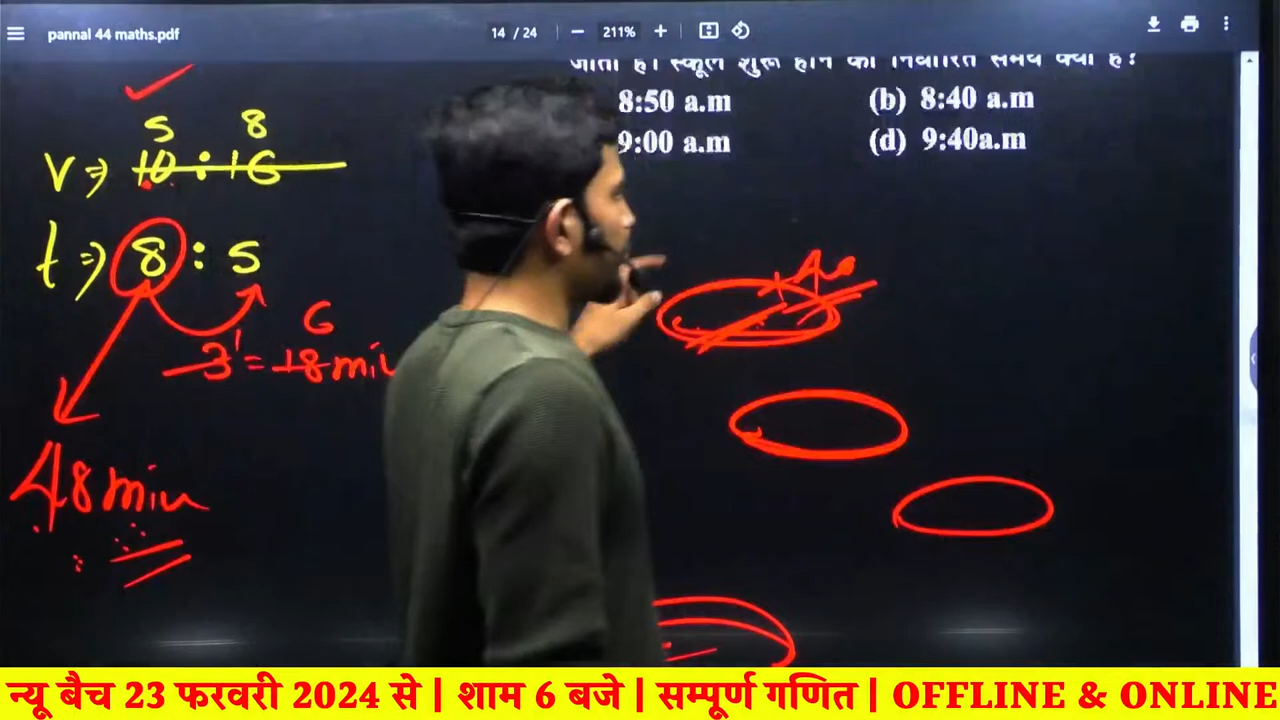 pannal 44 maths.pdf
14 / 24
211%
जाता है। स्कूल शुरू होने का निर्धारित समय क्या है?
8:50 a.m (b) 8:40 a.m
9:00 a.m (d) 9:40a.m
5 8
V ⇒ 10 : 16
t ⇒ 8 : 5
6
3 = 18 min
48 min
न्यू बैच 23 फरवरी 2024 से | शाम 6 बजे | सम्पूर्ण गणित | OFFLINE & ONLINE